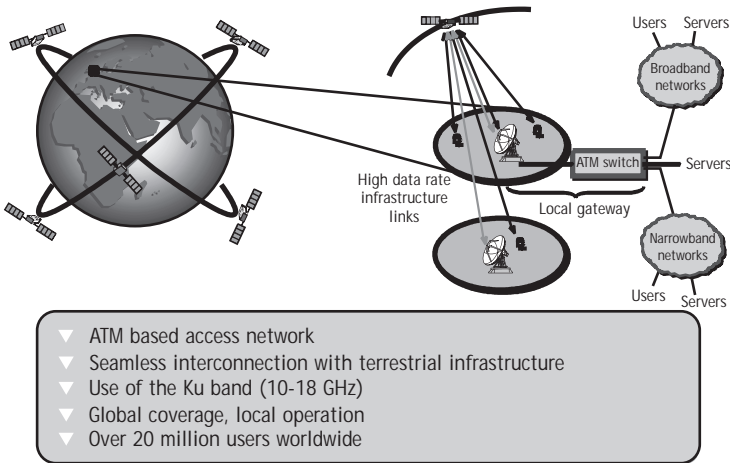 Users Servers
Broadband
networks
ATM switch
Servers
High data rate
infrastructure
links
Local gateway
Narrowband
networks
Users Servers
ATM based access network
Seamless interconnection with terrestrial infrastructure
Use of the Ku band (10-18 GHz)
Global coverage, local operation
Over 20 million users worldwide